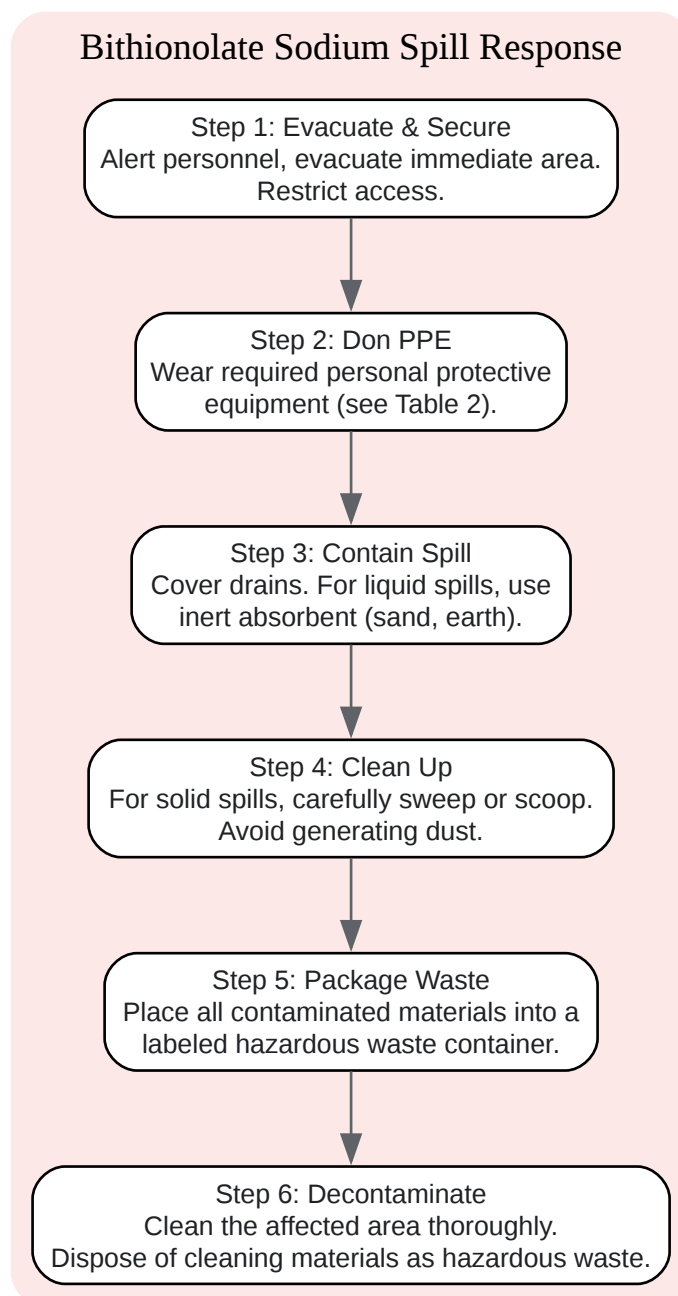 Bithionolate Sodium Spill Response
Step 1: Evacuate & Secure
Alert personnel, evacuate immediate area.
Restrict access.
Step 2: Don PPE
Wear required personal protective
equipment (see Table 2).
Step 3: Contain Spill
Cover drains. For liquid spills, use
inert absorbent (sand, earth).
Step 4: Clean Up
For solid spills, carefully sweep or scoop.
Avoid generating dust.
Step 5: Package Waste
Place all contaminated materials into a
labeled hazardous waste container.
Step 6: Decontaminate
Clean the affected area thoroughly.
Dispose of cleaning materials as hazardous waste.